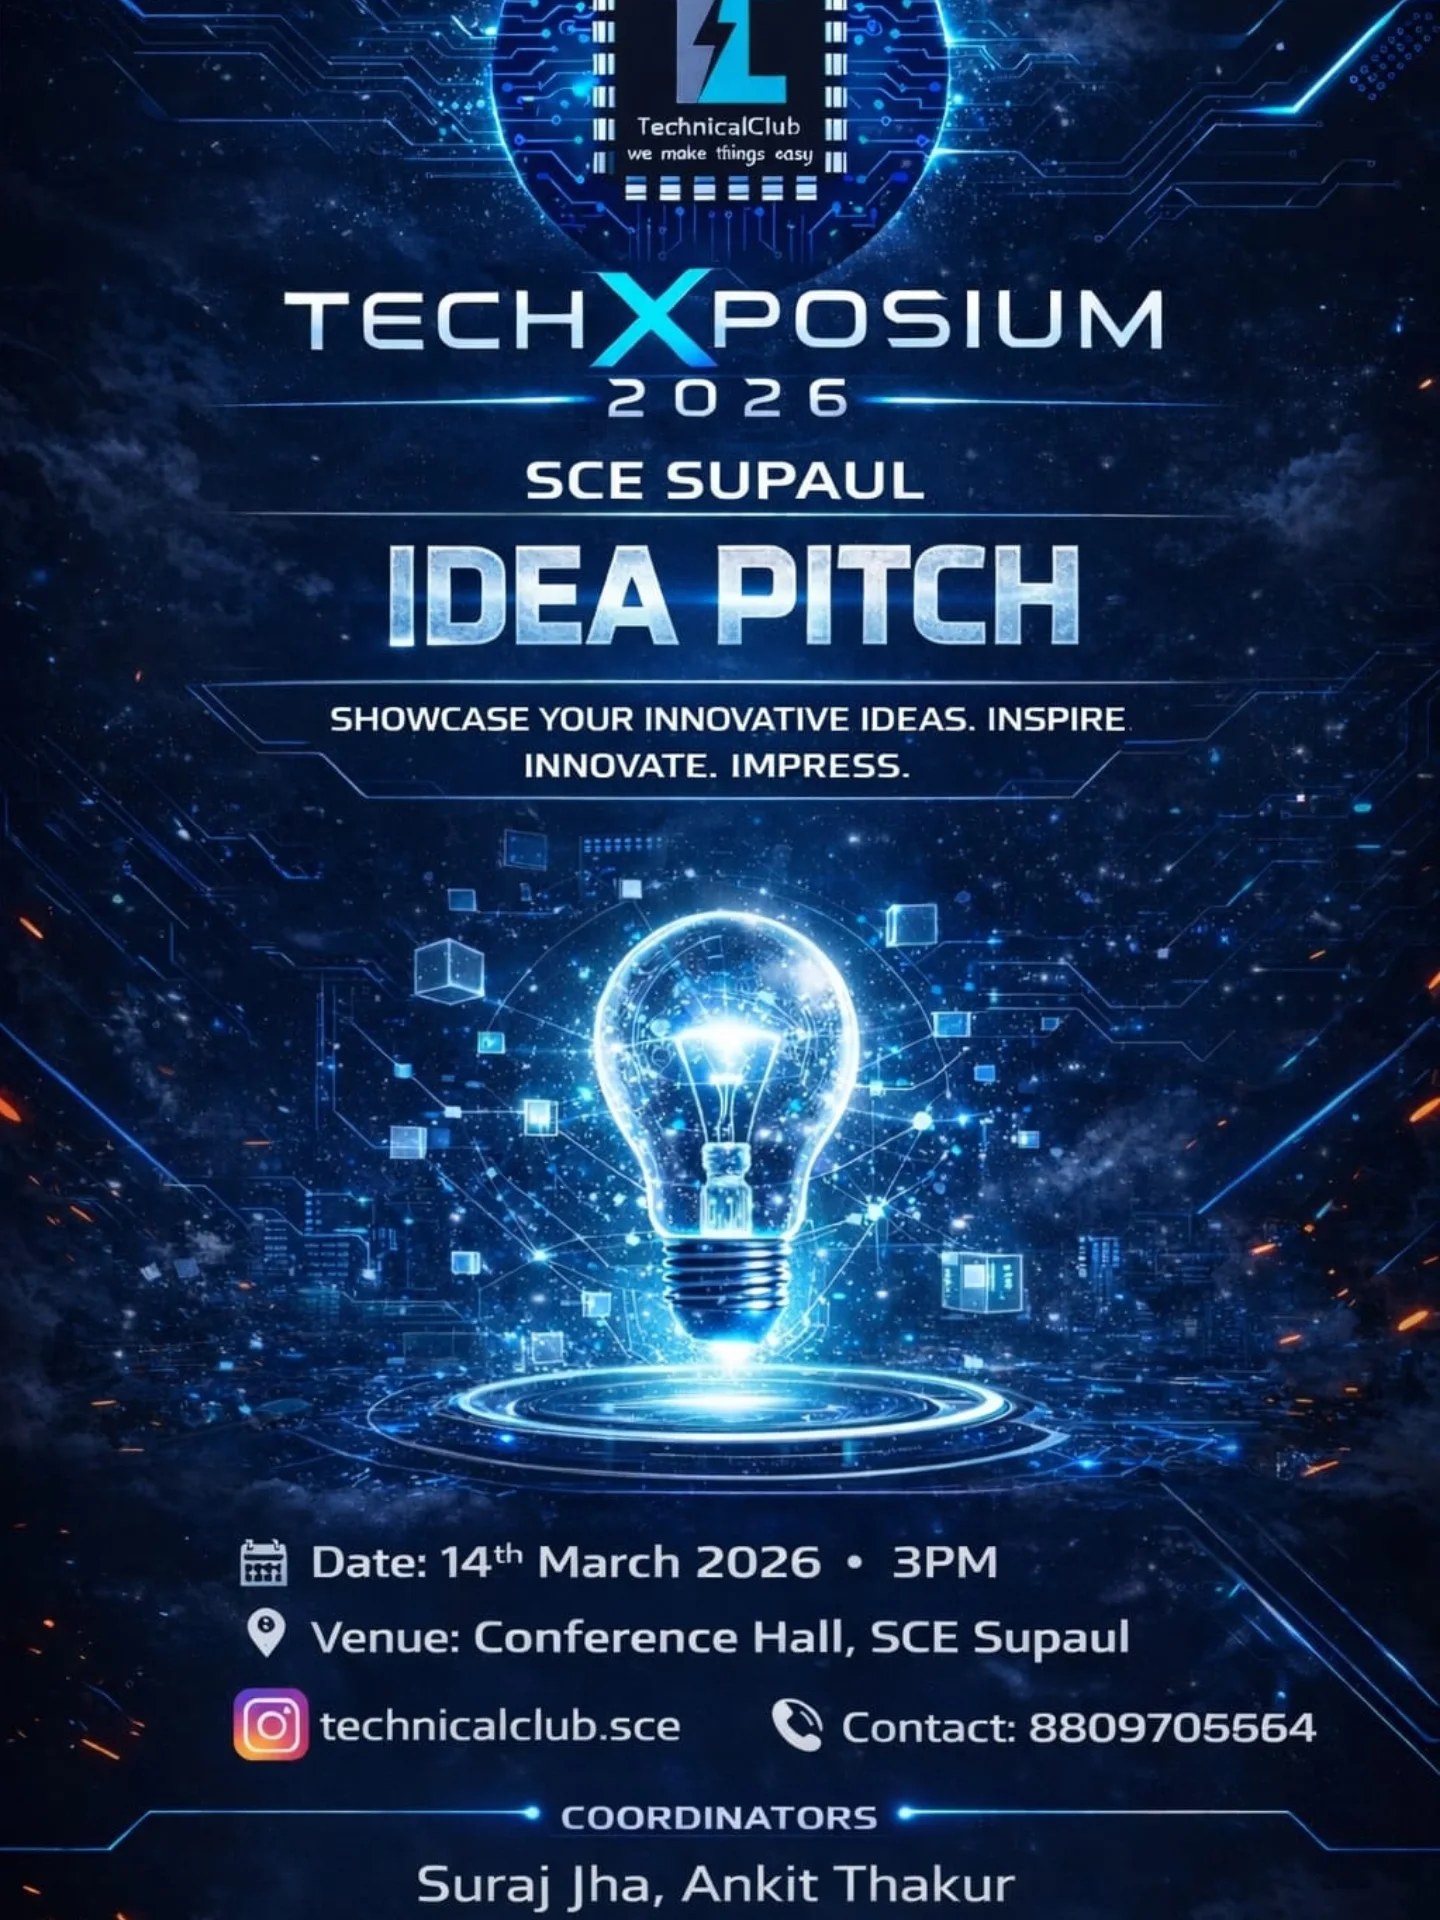 TechnicalClub
we make things easy
TECHXPOSIUM
2026
SCE SUPAUL
IDEA PITCH
SHOWCASE YOUR INNOVATIVE IDEAS. INSPIRE.
INNOVATE. IMPRESS.
Date: 14th March 2026 • 3PM
Venue: Conference Hall, SCE Supaul
technicalclub.sce
Contact: 8809705564
COORDINATORS
Suraj Jha, Ankit Thakur